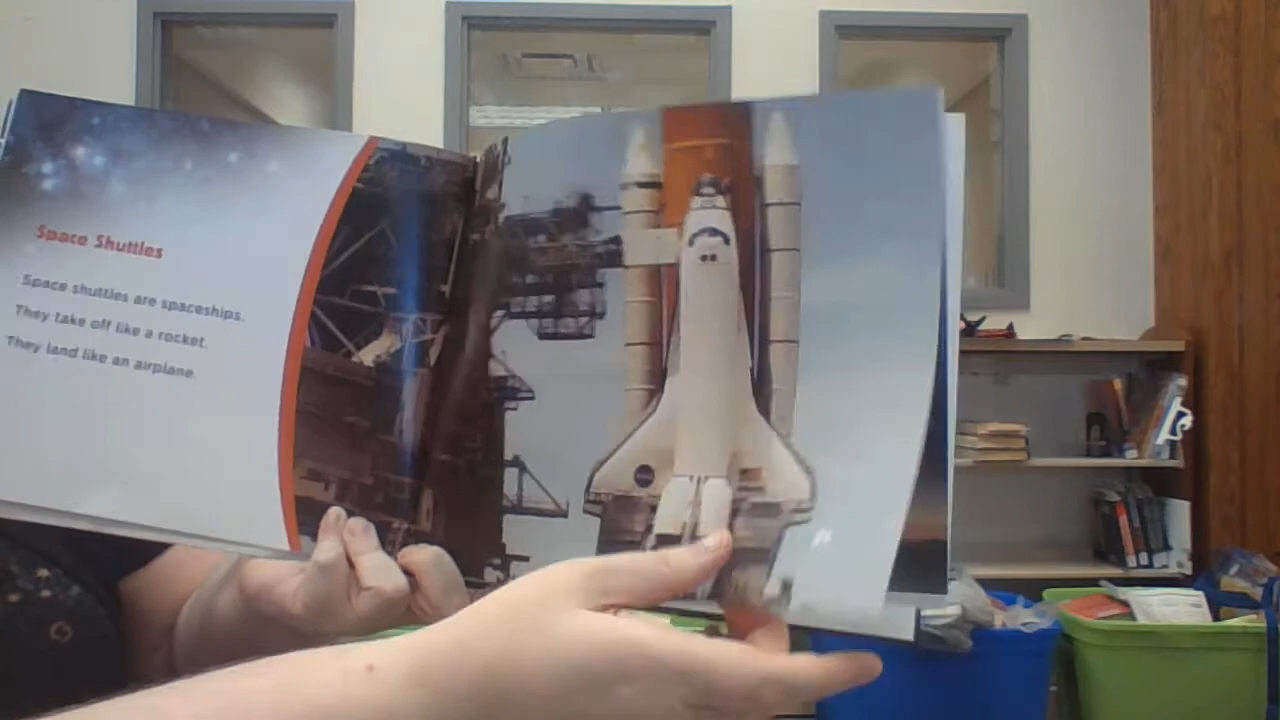 Space Shuttles
Space shuttles are spaceships.
They take off like a rocket.
They land like an airplane.